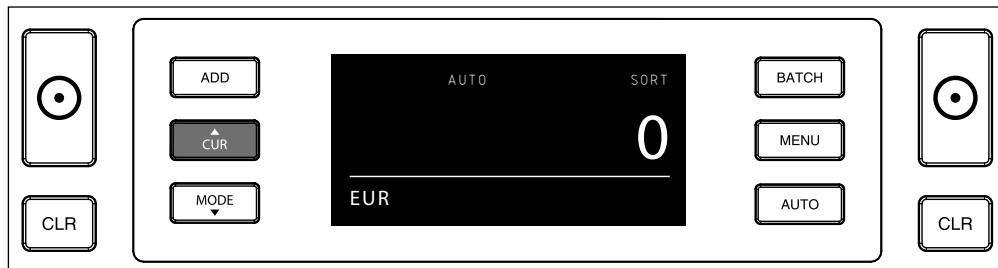 ADD
CUR
MODE
CLR
AUTO SORT
0
EUR
BATCH
MENU
AUTO
CLR